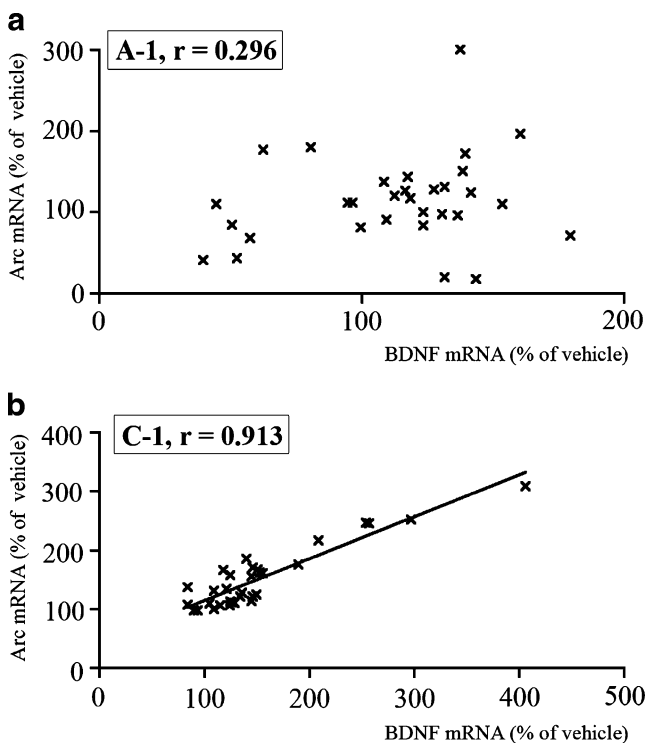 a
A-1, r = 0.296
Arc mRNA (% of vehicle)
300
200
100
0
0 100 200
BDNF mRNA (% of vehicle)
b
C-1, r = 0.913
Arc mRNA (% of vehicle)
400
300
200
100
0
0 100 200 300 400 500
BDNF mRNA (% of vehicle)